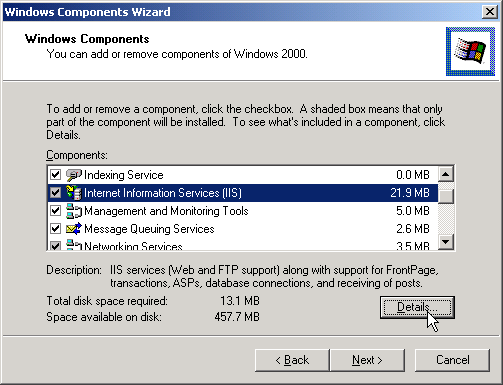 Windows Components Wizard
Windows Components
You can add or remove components of Windows 2000.
To add or remove a component, click the checkbox. A shaded box means that only
part of the component will be installed. To see what's included in a component, click
Details.
Components:
Indexing Service 0.0 MB
Internet Information Services (IIS) 21.9 MB
Management and Monitoring Tools 5.0 MB
Message Queuing Services 2.6 MB
Networking Services 3.5 MB
Description: IIS services (Web and FTP support) along with support for FrontPage,
transactions, ASPs, database connections, and receiving of posts.
Total disk space required: 13.1 MB
Space available on disk: 457.7 MB
Details...
< Back
Next >
Cancel